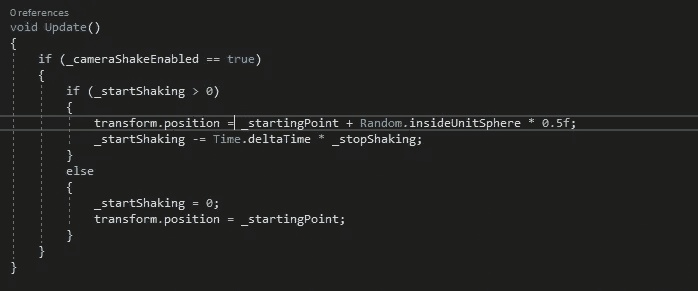 0 references
void Update()
{
if (_cameraShakeEnabled == true)
{
if (_startShaking > 0)
{
transform.position = _startingPoint + Random.insideUnitSphere * 0.5f;
_startShaking -= Time.deltaTime * _stopShaking;
}
else
{
_startShaking = 0;
transform.position = _startingPoint;
}
}
}